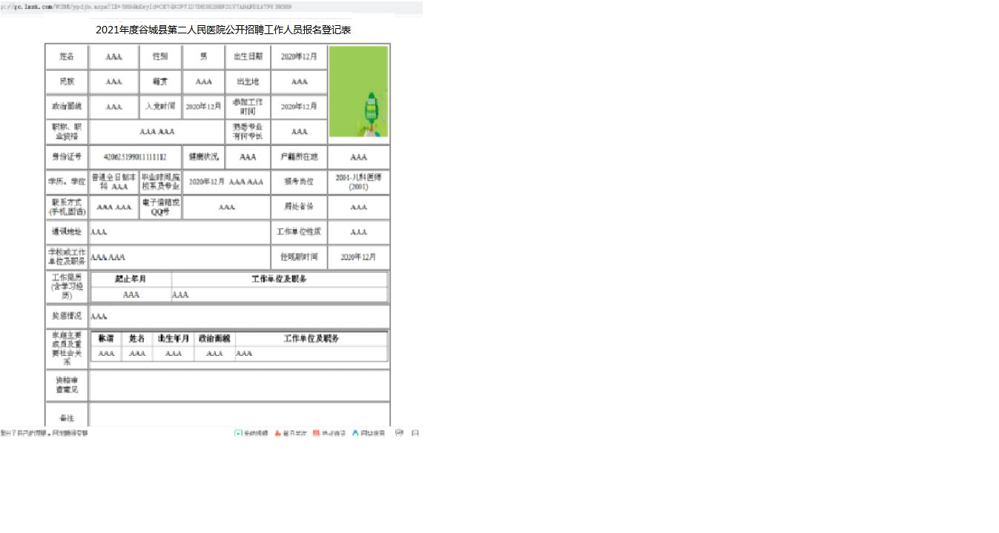 2021年度谷城县第二人民医院公开招聘工作人员报名登记表
姓名 AAA 性别 男 出生日期 2020年12月
民族 AAA 籍贯 AAA 出生地 AAA
政治面貌 AAA 入党时间 2020年12月 参加工作时间 2020年12月
职称、职业资格 AAA AAA 熟悉专业有何专长 AAA
身份证号 420625199011111112 健康状况 AAA 户籍所在地 AAA
学历、学位 普通全日制本科 AAA 毕业时间,院校系及专业 2020年12月 AAA AAA 报考岗位 2001-儿科医师(2001)
联系方式(手机,固话) AAA AAA 电子信箱或QQ号 AAA 所处省份 AAA
通讯地址 AAA 工作单位性质 AAA
学校或工作单位及职务 AAA AAA 任现职时间 2020年12月
工作简历(含学习经历) 起止年月 工作单位及职务
AAA AAA
奖惩情况 AAA
家庭主要成员及重要社会关系 称谓 姓名 出生年月 政治面貌 工作单位及职务
AAA AAA AAA AAA AAA
资格审查意见
备注